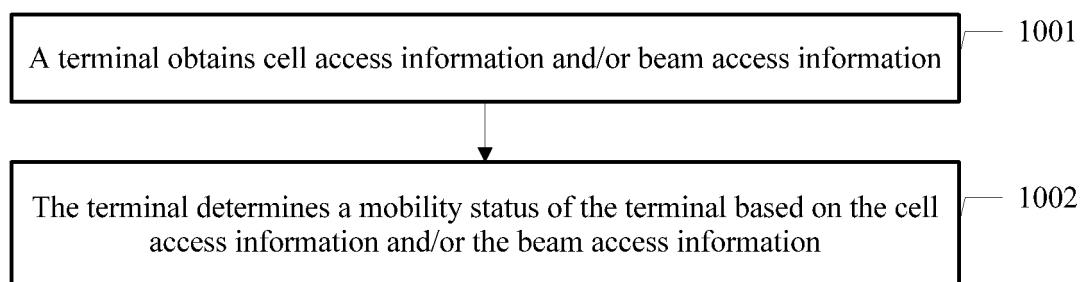 A terminal obtains cell access information and/or beam access information
1001
The terminal determines a mobility status of the terminal based on the cell
access information and/or the beam access information
1002